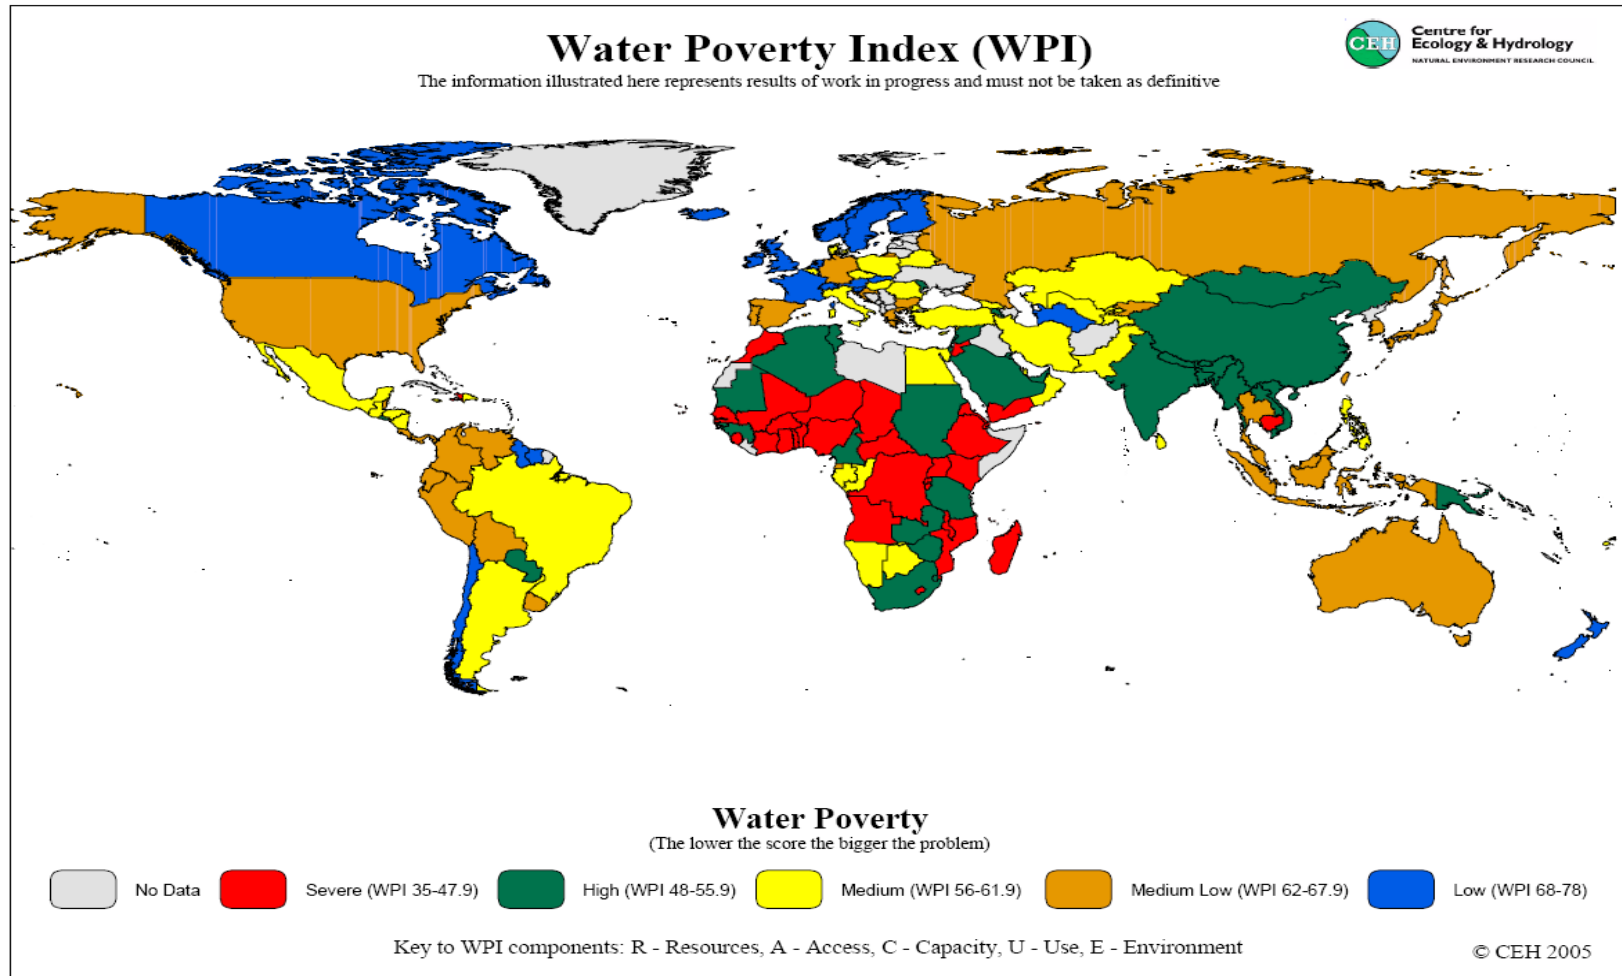 Water Poverty Index (WPI)
The information illustrated here represents results of work in progress and must not be taken as definitive
CEH
Centre for
Ecology & Hydrology
NATURAL ENVIRONMENT RESEARCH COUNCIL
Water Poverty
(The lower the score the bigger the problem)
No Data
Severe (WPI 35-47.9)
High (WPI 48-55.9)
Medium (WPI 56-61.9)
Medium Low (WPI 62-67.9)
Low (WPI 68-78)
Key to WPI components: R - Resources, A - Access, C - Capacity, U - Use, E - Environment
© CEH 2005